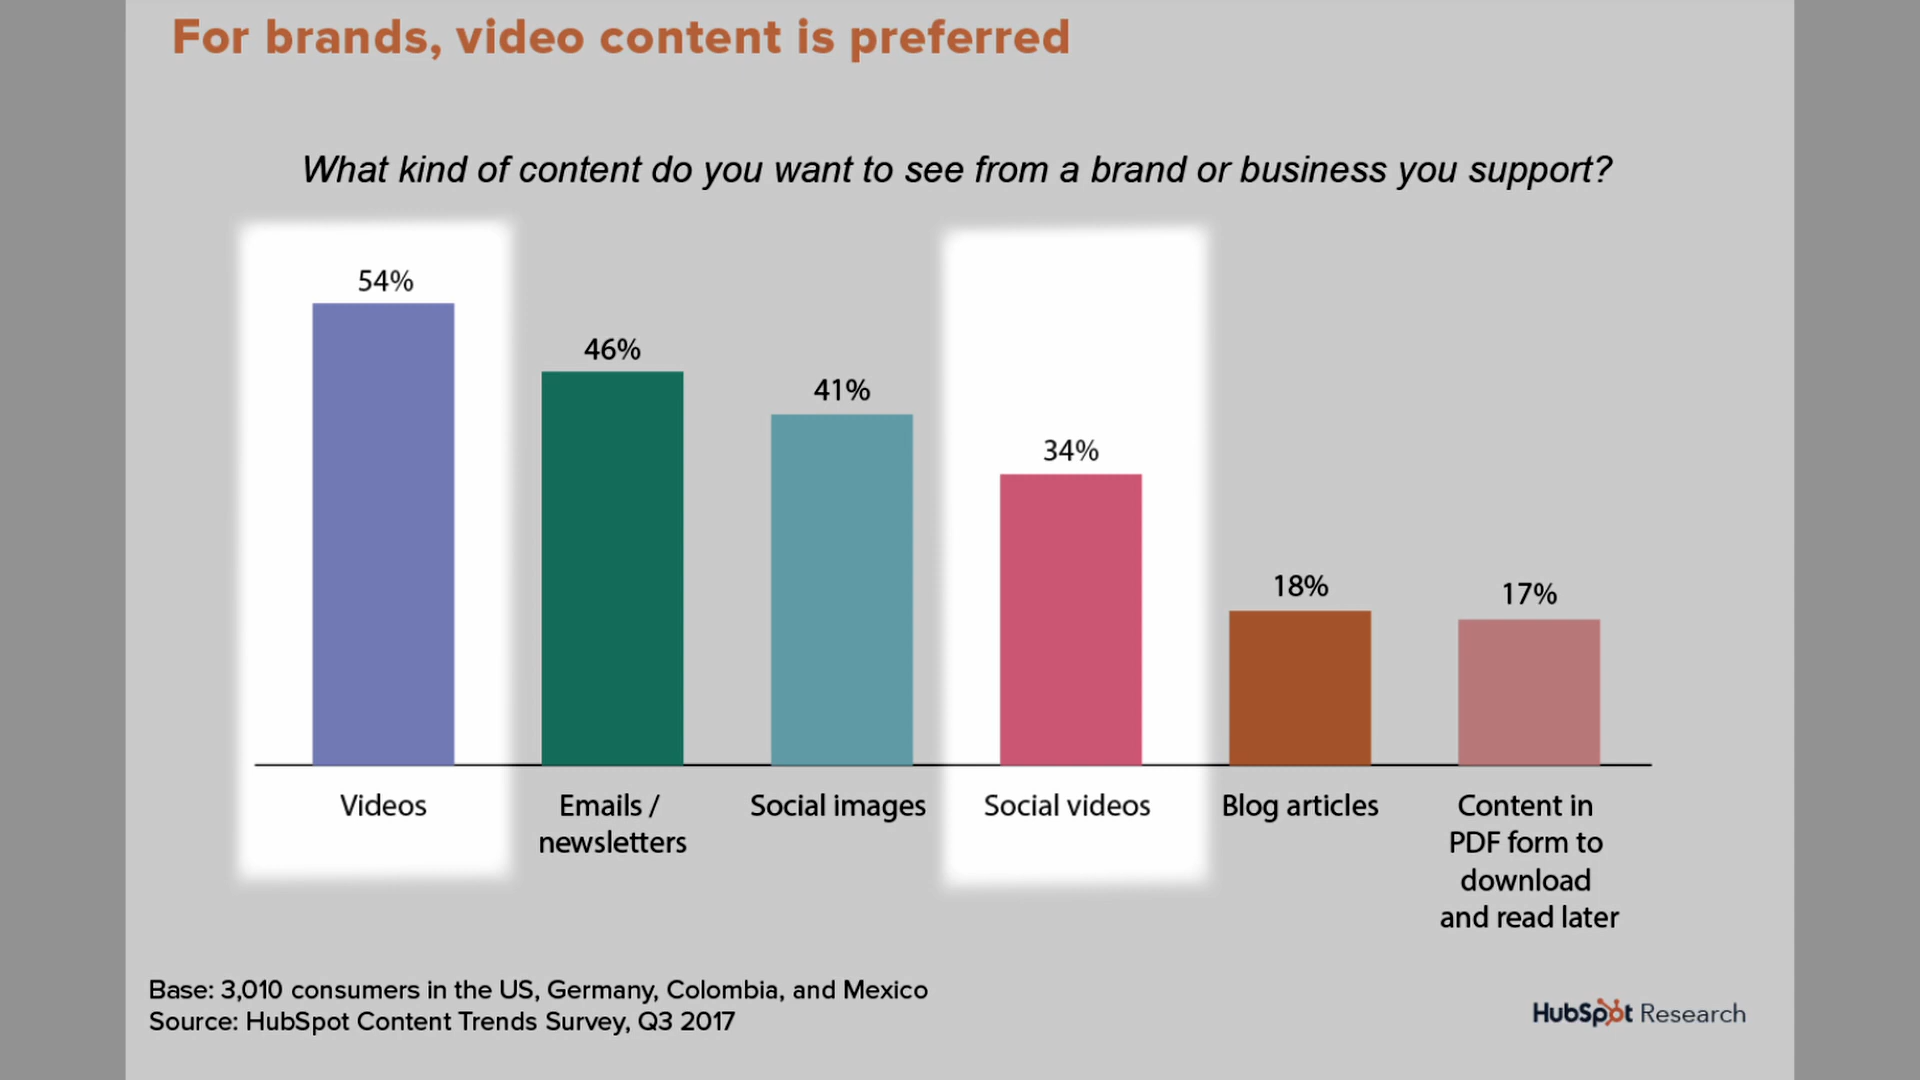 For brands, video content is preferred
What kind of content do you want to see from a brand or business you support?
54%
46%
41%
34%
18%
17%
Videos
Emails /
newsletters
Social images
Social videos
Blog articles
Content in
PDF form to
download
and read later
Base: 3,010 consumers in the US, Germany, Colombia, and Mexico
Source: HubSpot Content Trends Survey, Q3 2017
HubSpot Research